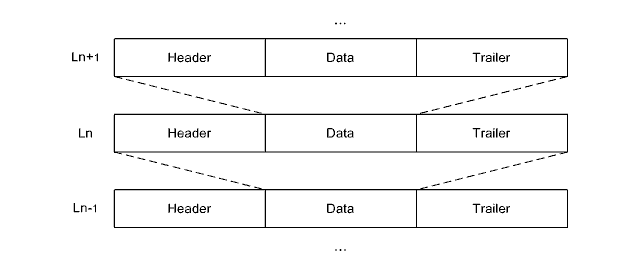 ...
Ln+1 Header Data Trailer
Ln Header Data Trailer
Ln-1 Header Data Trailer
...